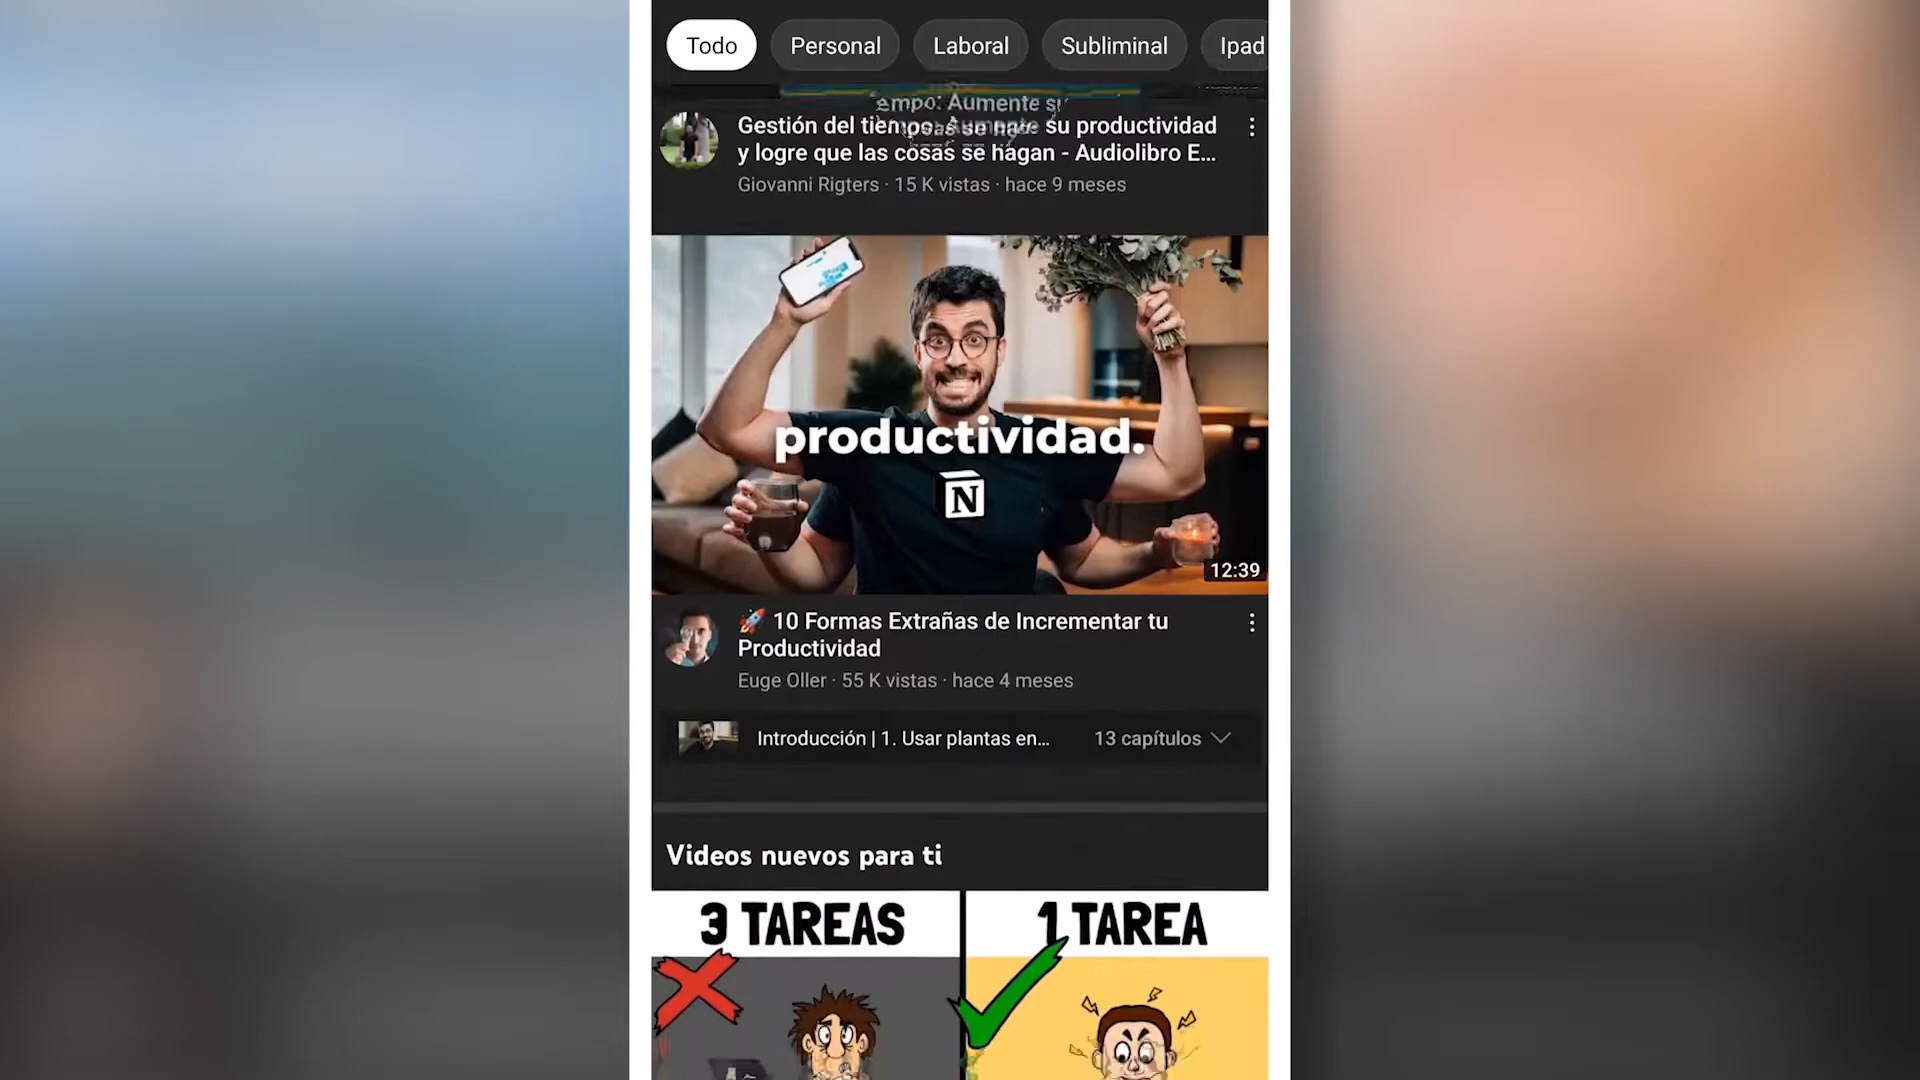 Todo
Personal
Laboral
Subliminal
Ipad
empo: Aumente su
Gestión del tiempo: su productividad
y logre que las cosas se hagan - Audiolibro E...
Giovanni Rigters · 15 K vistas · hace 9 meses
productividad.
N
12:39
🚀 10 Formas Extrañas de Incrementar tu
Productividad
Euge Oller · 55 K vistas · hace 4 meses
Introducción | 1. Usar plantas en...
13 capítulos
Videos nuevos para ti
3 TAREAS
1 TAREA